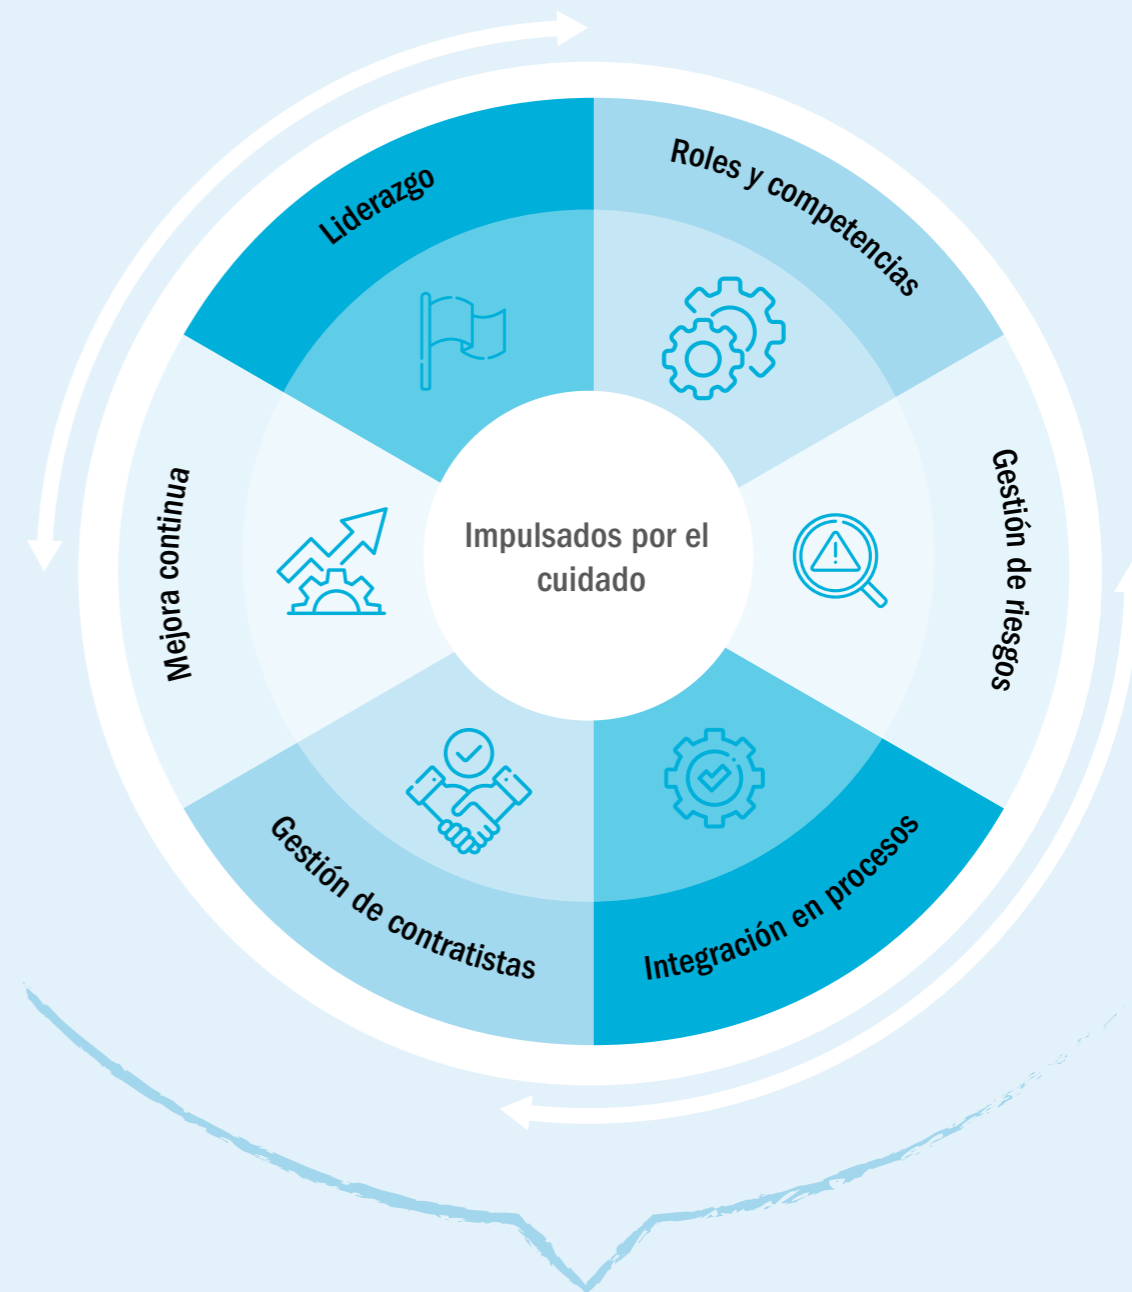 Liderazgo
Roles y competencias
Gestión de riesgos
Integración en procesos
Gestión de contratistas
Mejora continua
Impulsados por el
cuidado